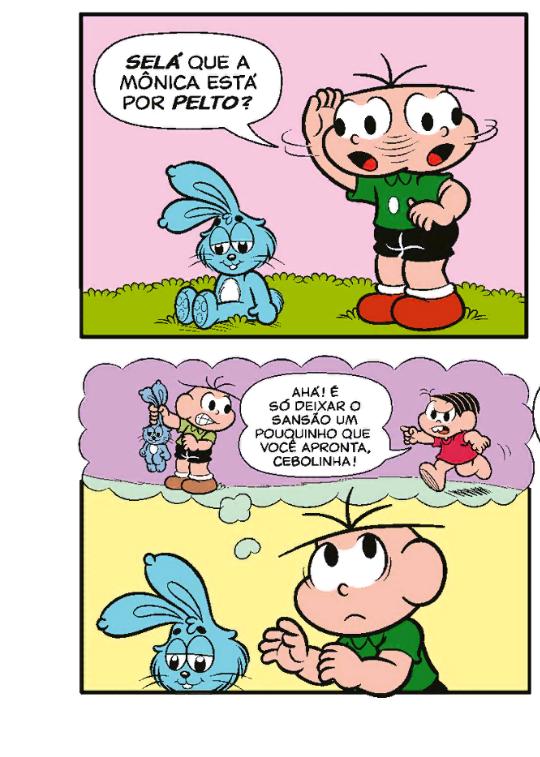 SELÁ QUE A
MÔNICA ESTÁ
POR PELTO?
AHÁ! É
SÓ DEIXAR O
SANSÃO UM
POUQUINHO QUE
VOCÊ APRONTA,
CEBOLINHA!